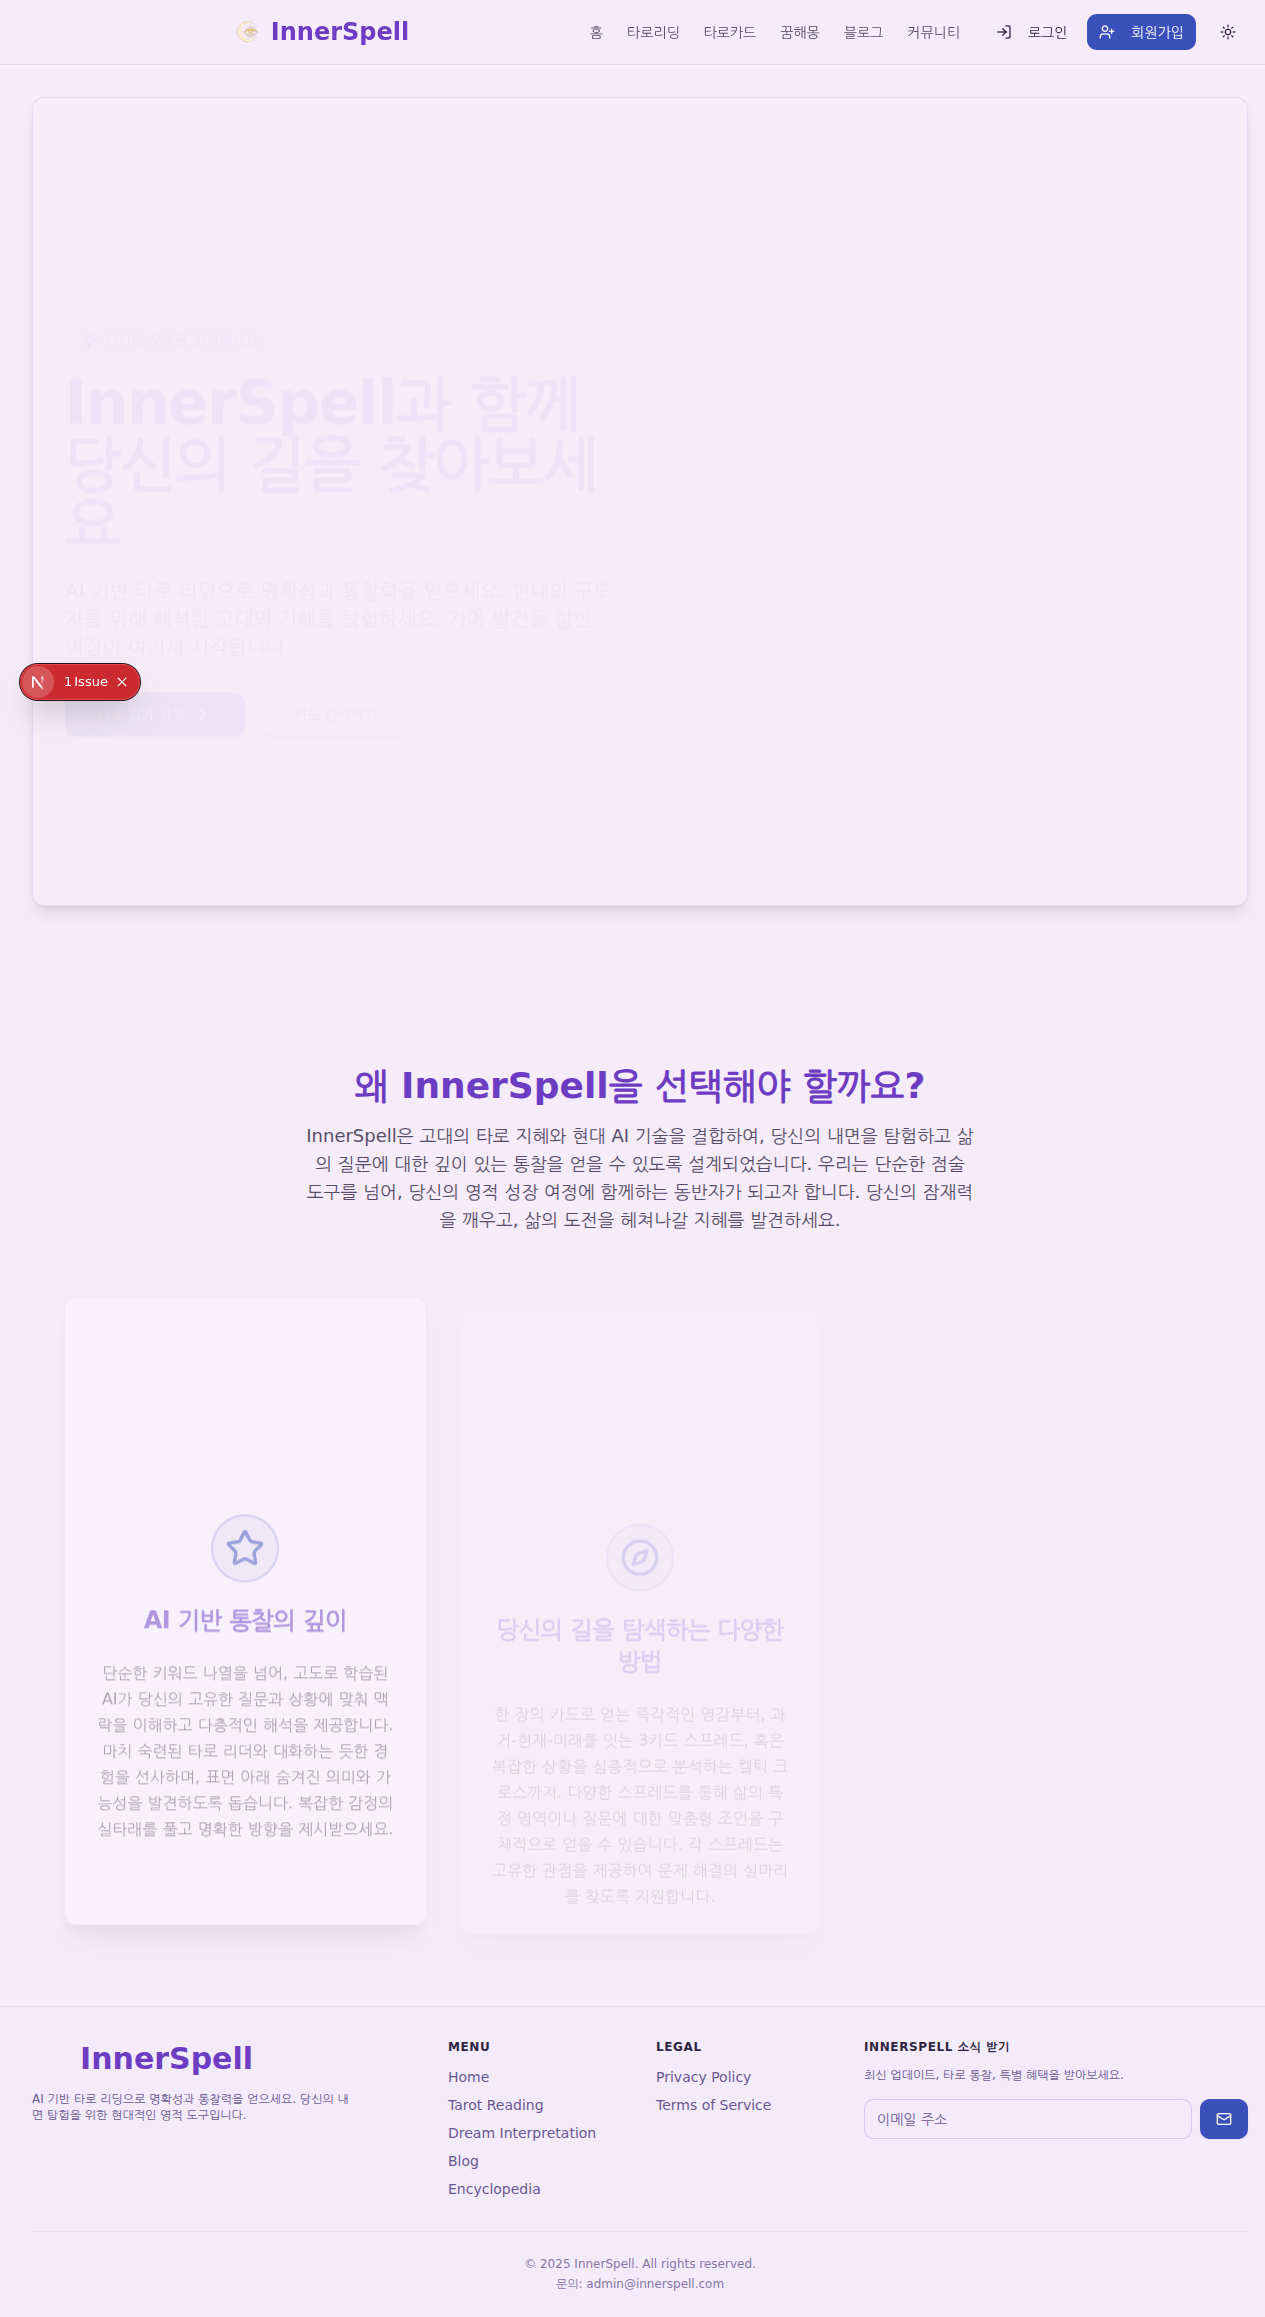 InnerSpell
홈 타로리딩 타로카드 꿈해몽 블로그 커뮤니티 로그인 회원가입
당신의 운명을 발견하세요
InnerSpell과 함께
당신의 길을 찾아보세
요
AI 기반 타로 리딩으로 명확성과 통찰력을 얻으세요. 현대의 구도
자를 위해 해석된 고대의 지혜를 탐험하세요. 자아 발견을 향한
여정이 여기서 시작됩니다.
1 Issue
읽기 시작 카드 탐색하기
왜 InnerSpell을 선택해야 할까요?
InnerSpell은 고대의 타로 지혜와 현대 AI 기술을 결합하여, 당신의 내면을 탐험하고 삶
의 질문에 대한 깊이 있는 통찰을 얻을 수 있도록 설계되었습니다. 우리는 단순한 점술
도구를 넘어, 당신의 영적 성장 여정에 함께하는 동반자가 되고자 합니다. 당신의 잠재력
을 깨우고, 삶의 도전을 헤쳐나갈 지혜를 발견하세요.
AI 기반 통찰의 깊이
단순한 키워드 나열을 넘어, 고도로 학습된
AI가 당신의 고유한 질문과 상황에 맞춰 맥
락을 이해하고 다층적인 해석을 제공합니다.
마치 숙련된 타로 리더와 대화하는 듯한 경
험을 선사하며, 표면 아래 숨겨진 의미와 가
능성을 발견하도록 돕습니다. 복잡한 감정의
실타래를 풀고 명확한 방향을 제시받으세요.
당신의 길을 탐색하는 다양한
방법
한 장의 카드로 얻는 즉각적인 영감부터, 과
거-현재-미래를 잇는 3카드 스프레드, 혹은
복잡한 상황을 심층적으로 분석하는 켈틱 크
로스까지. 다양한 스프레드를 통해 삶의 특
정 영역이나 질문에 대한 맞춤형 조언을 구
체적으로 얻을 수 있습니다. 각 스프레드는
고유한 관점을 제공하여 문제 해결의 실마리
를 찾도록 지원합니다.
InnerSpell
AI 기반 타로 리딩으로 명확성과 통찰력을 얻으세요. 당신의 내
면 탐험을 위한 현대적인 영적 도구입니다.
MENU
Home
Tarot Reading
Dream Interpretation
Blog
Encyclopedia
LEGAL
Privacy Policy
Terms of Service
INNERSPELL 소식 받기
최신 업데이트, 타로 통찰, 특별 혜택을 받아보세요.
이메일 주소
© 2025 InnerSpell. All rights reserved.
문의: admin@innerspell.com